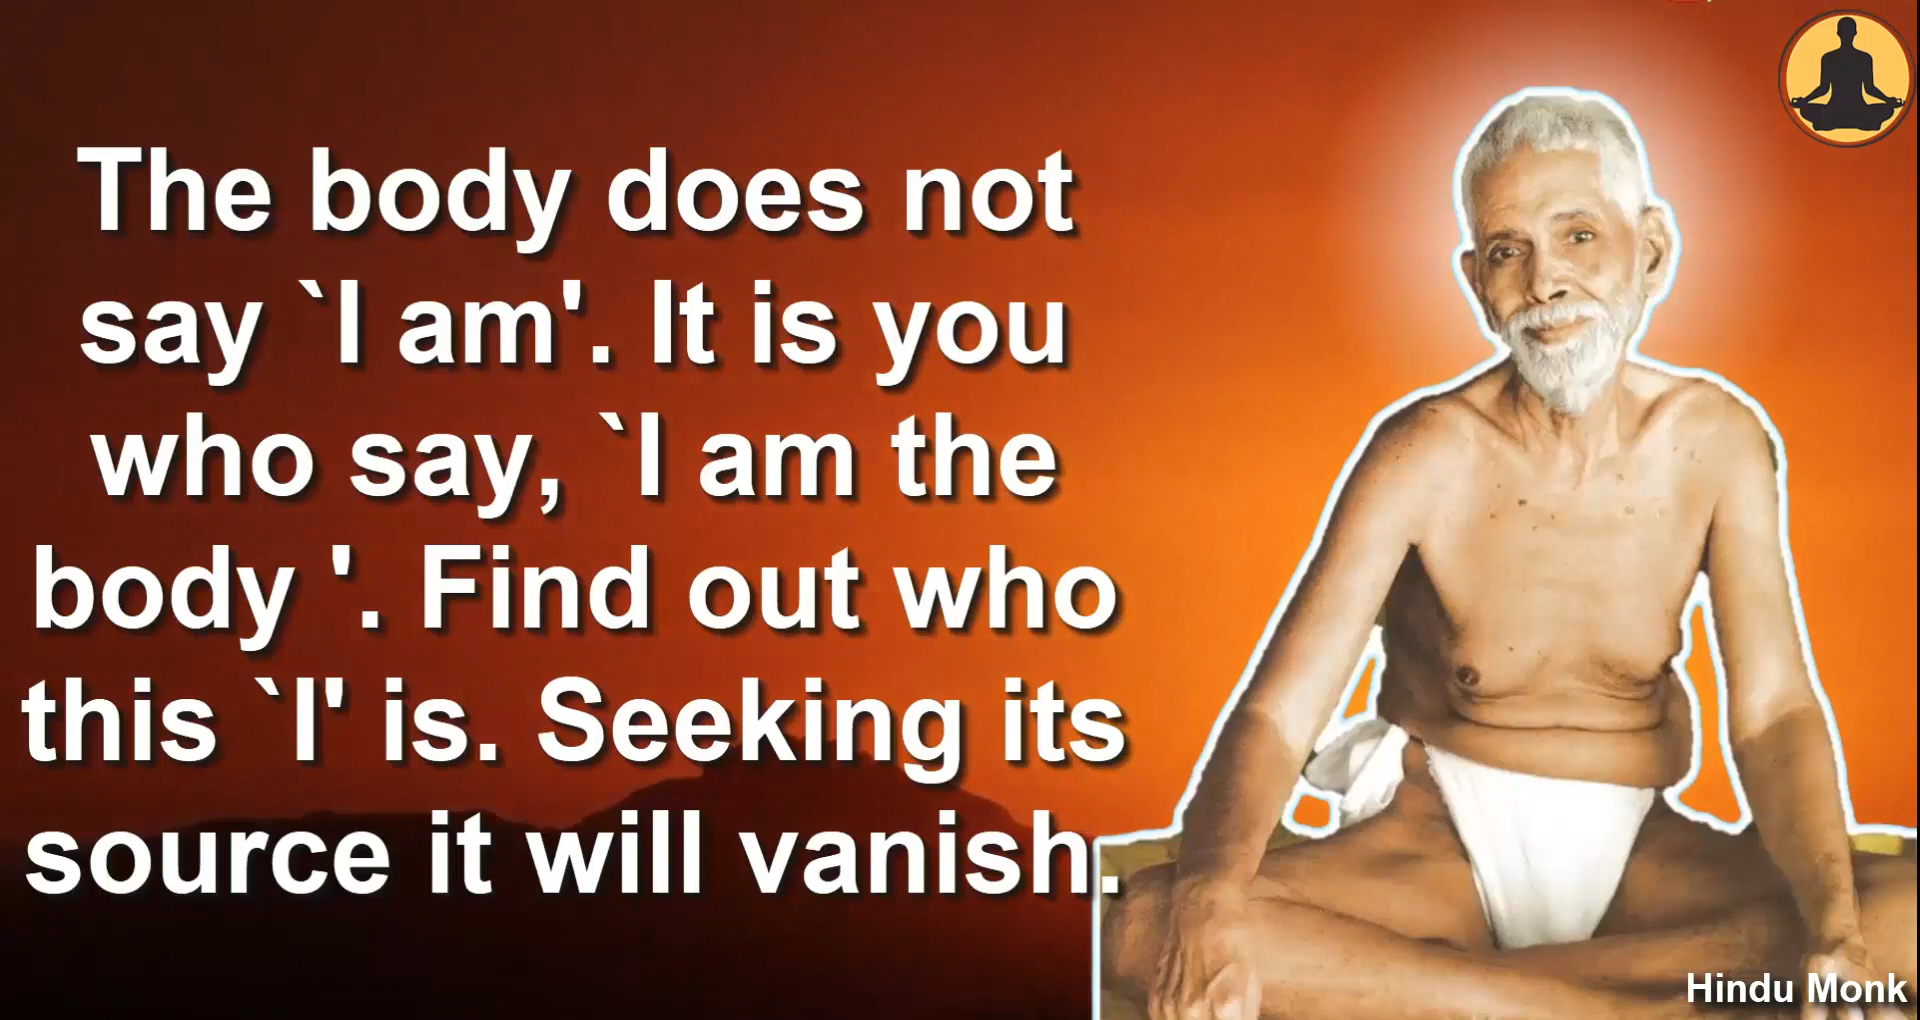 The body does not
say `I am'. It is you
who say, `I am the
body '. Find out who
this `I' is. Seeking its
source it will vanish.
Hindu Monk